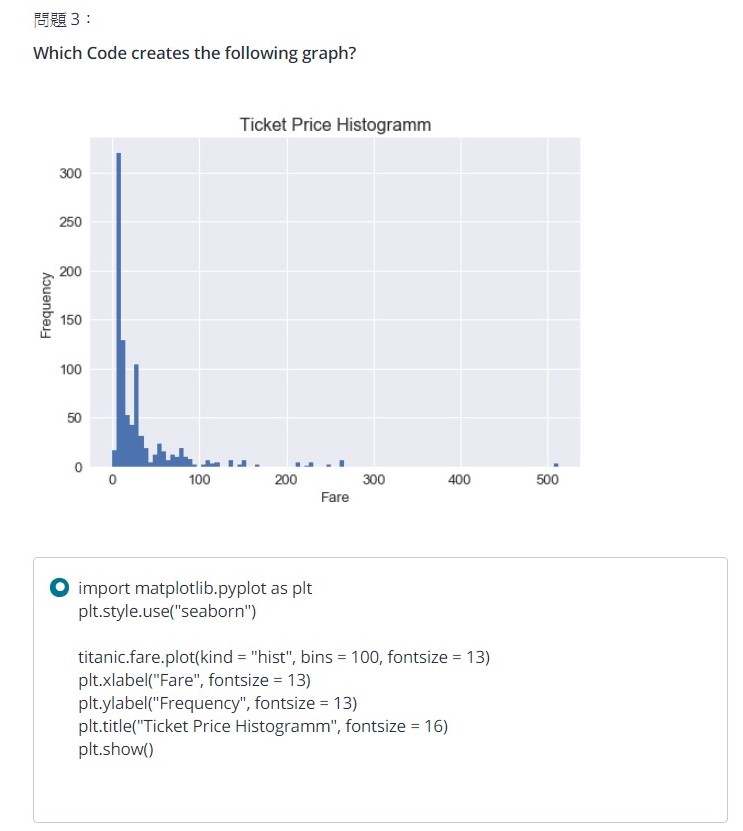 問題 3：
Which Code creates the following graph?
Ticket Price Histogramm
300
250
200
150
100
50
0
Frequency
0 100 200 300 400 500
Fare
import matplotlib.pyplot as plt
plt.style.use("seaborn")
titanic.fare.plot(kind = "hist", bins = 100, fontsize = 13)
plt.xlabel("Fare", fontsize = 13)
plt.ylabel("Frequency", fontsize = 13)
plt.title("Ticket Price Histogramm", fontsize = 16)
plt.show()